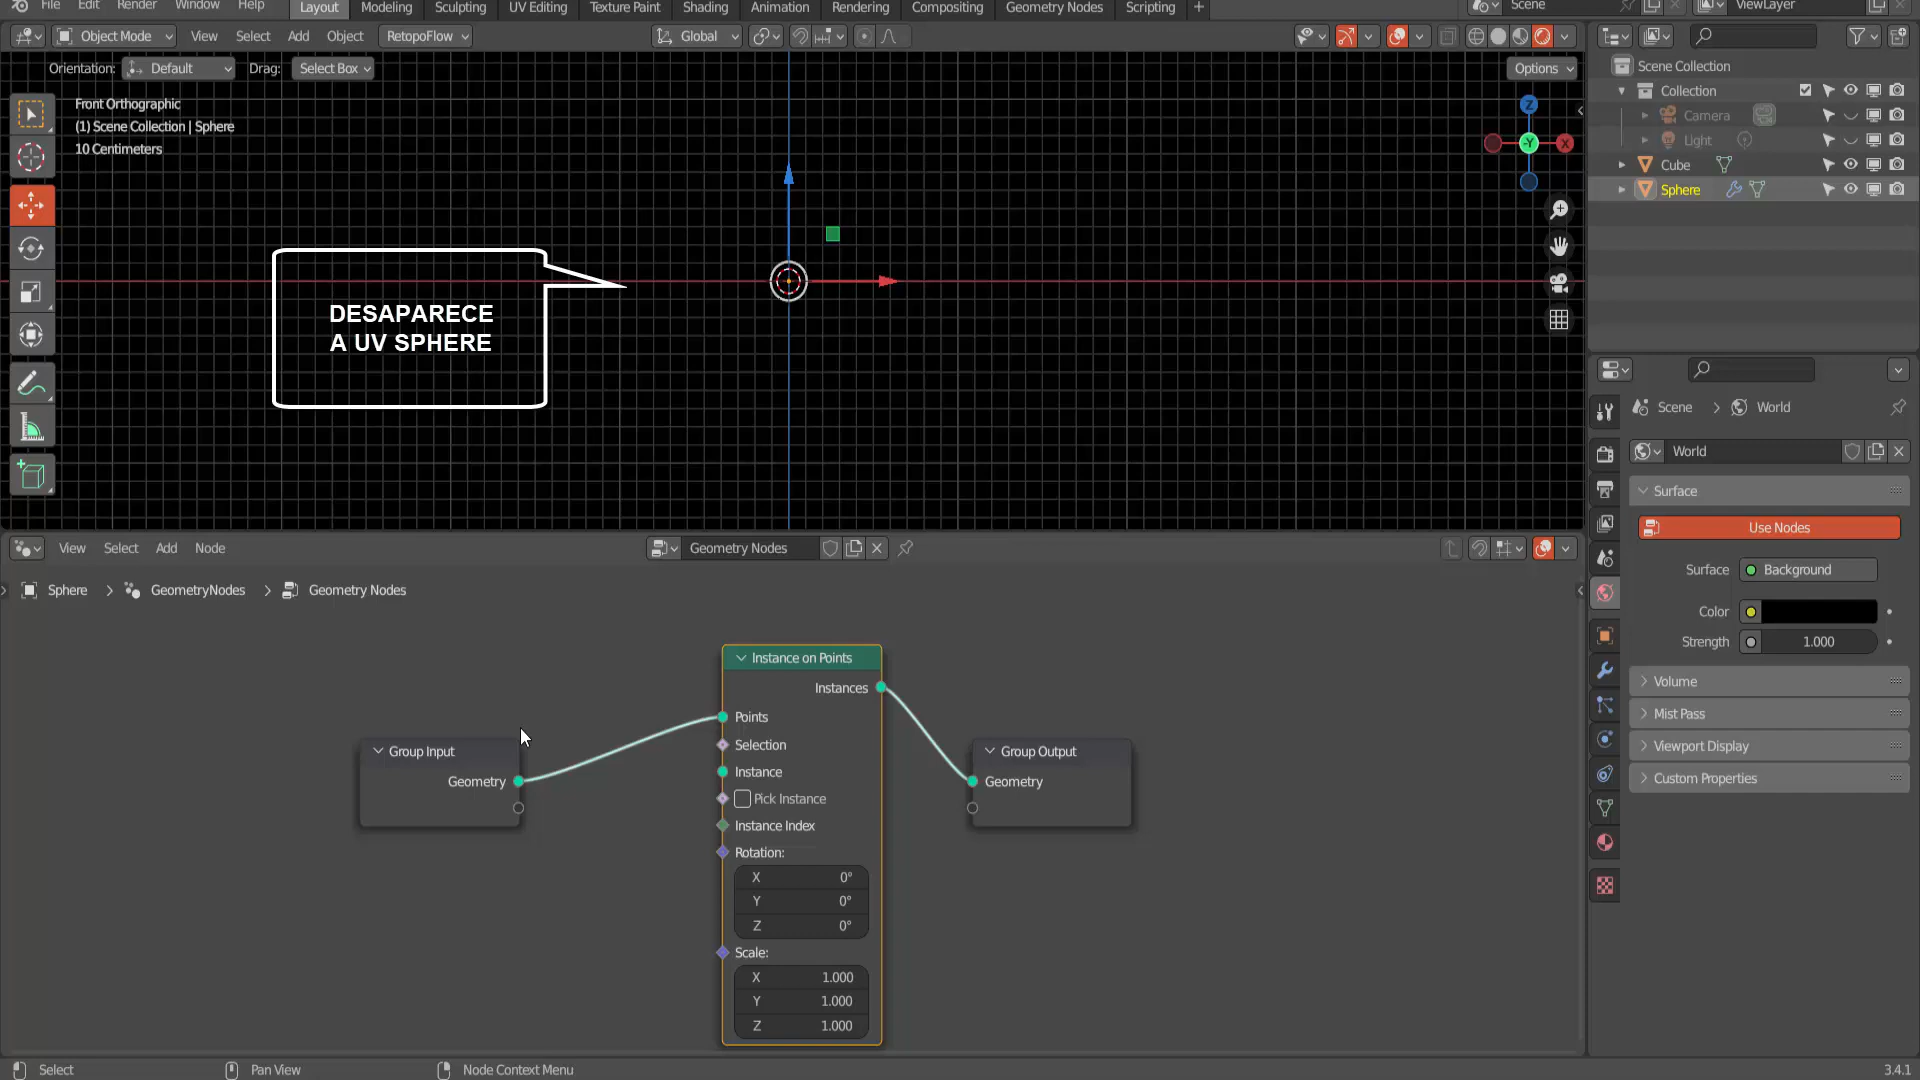 File Edit Render Window Help Layout Modeling Sculpting UV Editing Texture Paint Shading Animation Rendering Compositing Geometry Nodes Scripting + Scene ViewLayer
Object Mode View Select Add Object RetopoFlow Global
Orientation: Default Drag: Select Box Options
Front Orthographic
(1) Scene Collection | Sphere
10 Centimeters
Z
Y
X
DESAPARECE
A UV SPHERE
Scene Collection
Collection
Camera
Light
Cube
Sphere
Scene > World
World
Surface
Use Nodes
Surface Background
Color
Strength 1.000
Volume
Mist Pass
Viewport Display
Custom Properties
View Select Add Node Geometry Nodes
Sphere > GeometryNodes > Geometry Nodes
Group Input
Geometry
Instance on Points
Instances
Points
Selection
Instance
Pick Instance
Instance Index
Rotation:
X 0°
Y 0°
Z 0°
Scale:
X 1.000
Y 1.000
Z 1.000
Group Output
Geometry
Select Pan View Node Context Menu 3.4.1